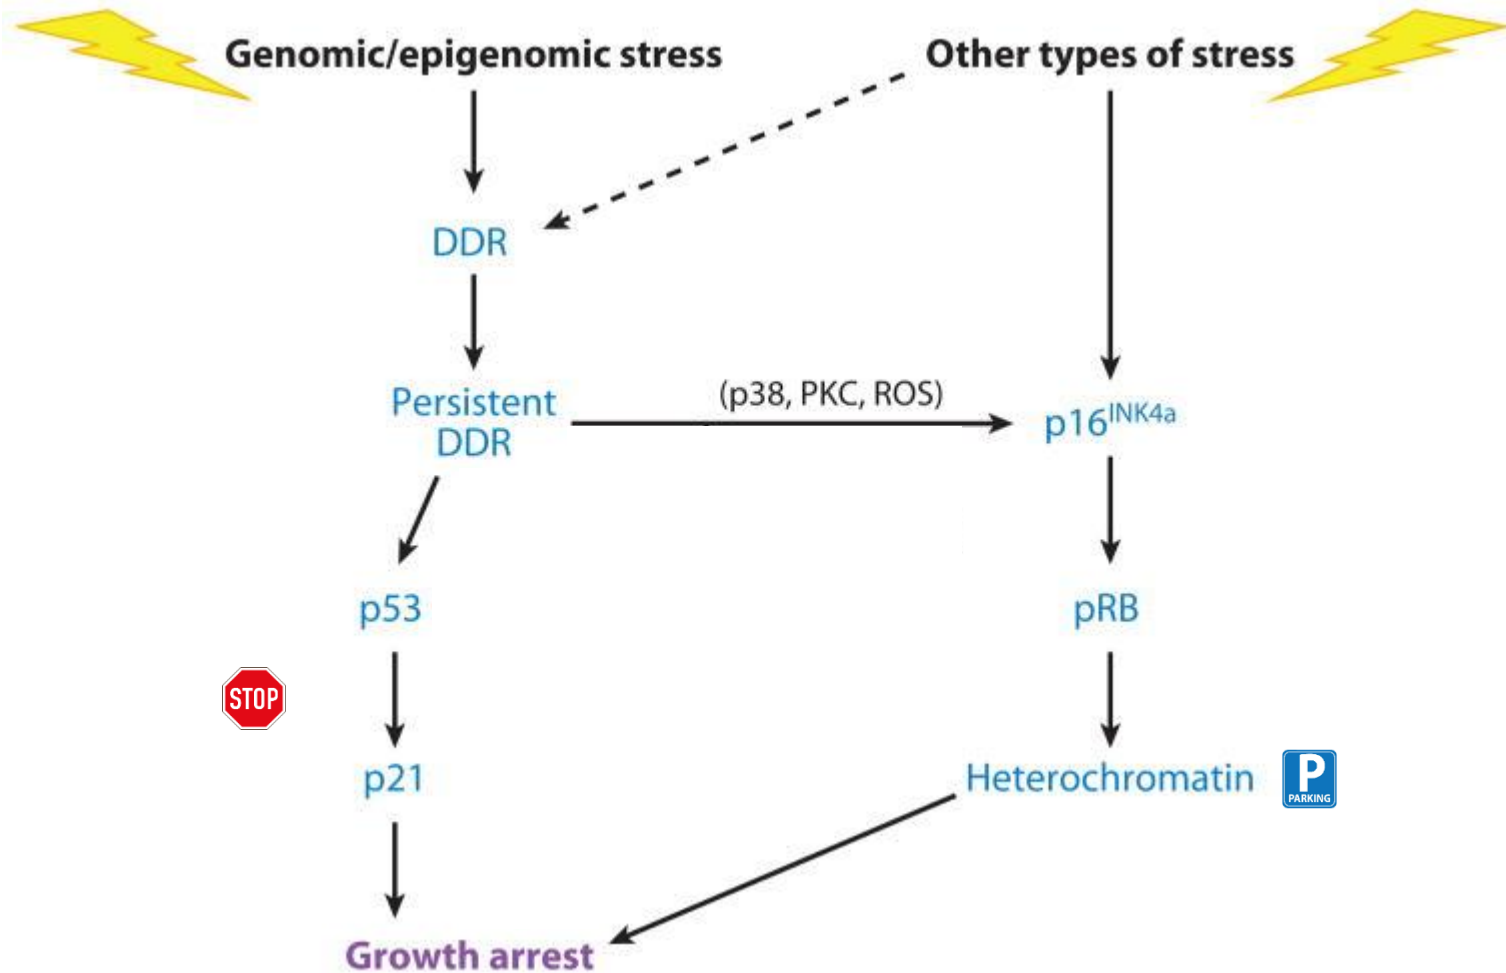 Genomic/epigenomic stress
Other types of stress
DDR
Persistent
DDR
(p38, PKC, ROS)
p16INK4a
p53
pRB
STOP
p21
Heterochromatin
P
PARKING
Growth arrest